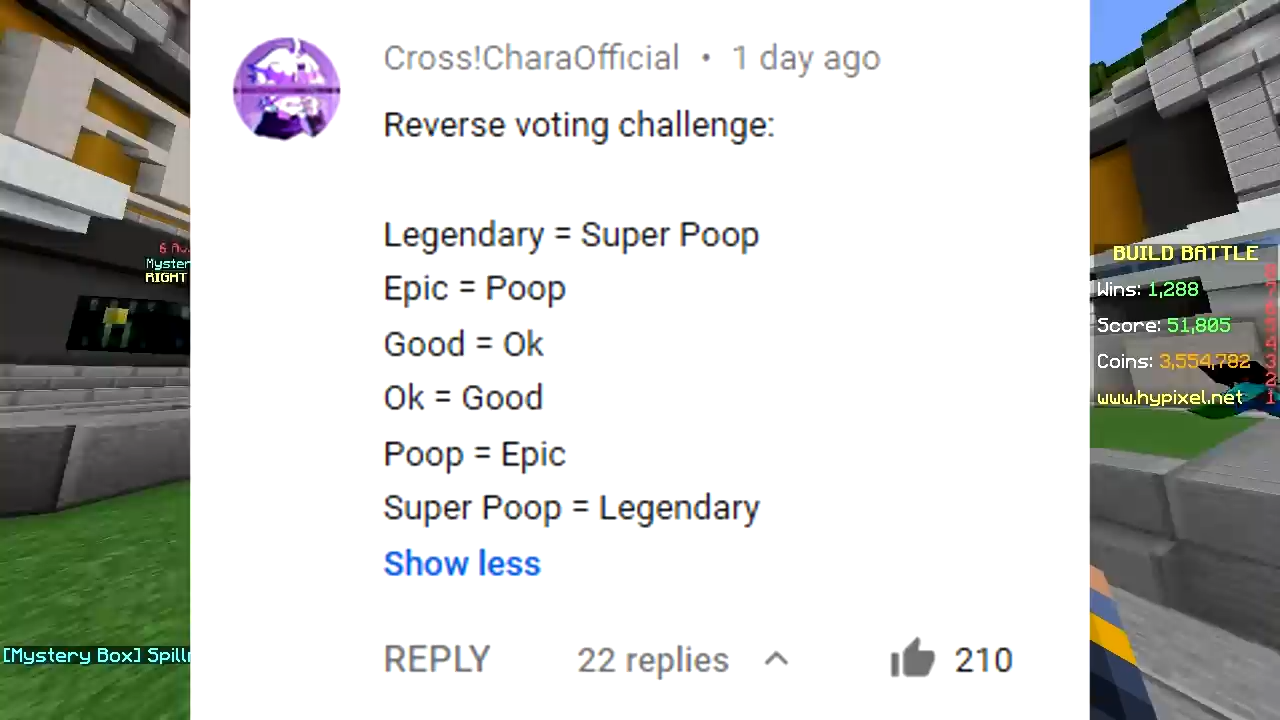 Cross!CharaOfficial • 1 day ago
Reverse voting challenge:
Legendary = Super Poop
Epic = Poop
Good = Ok
Ok = Good
Poop = Epic
Super Poop = Legendary
Show less
REPLY 22 replies 210
Myster
RIGHT
[Mystery Box] Spill
BUILD BATTLE
Wins: 1,288
Score: 51,805
Coins: 3,554,782
www.hypixel.net